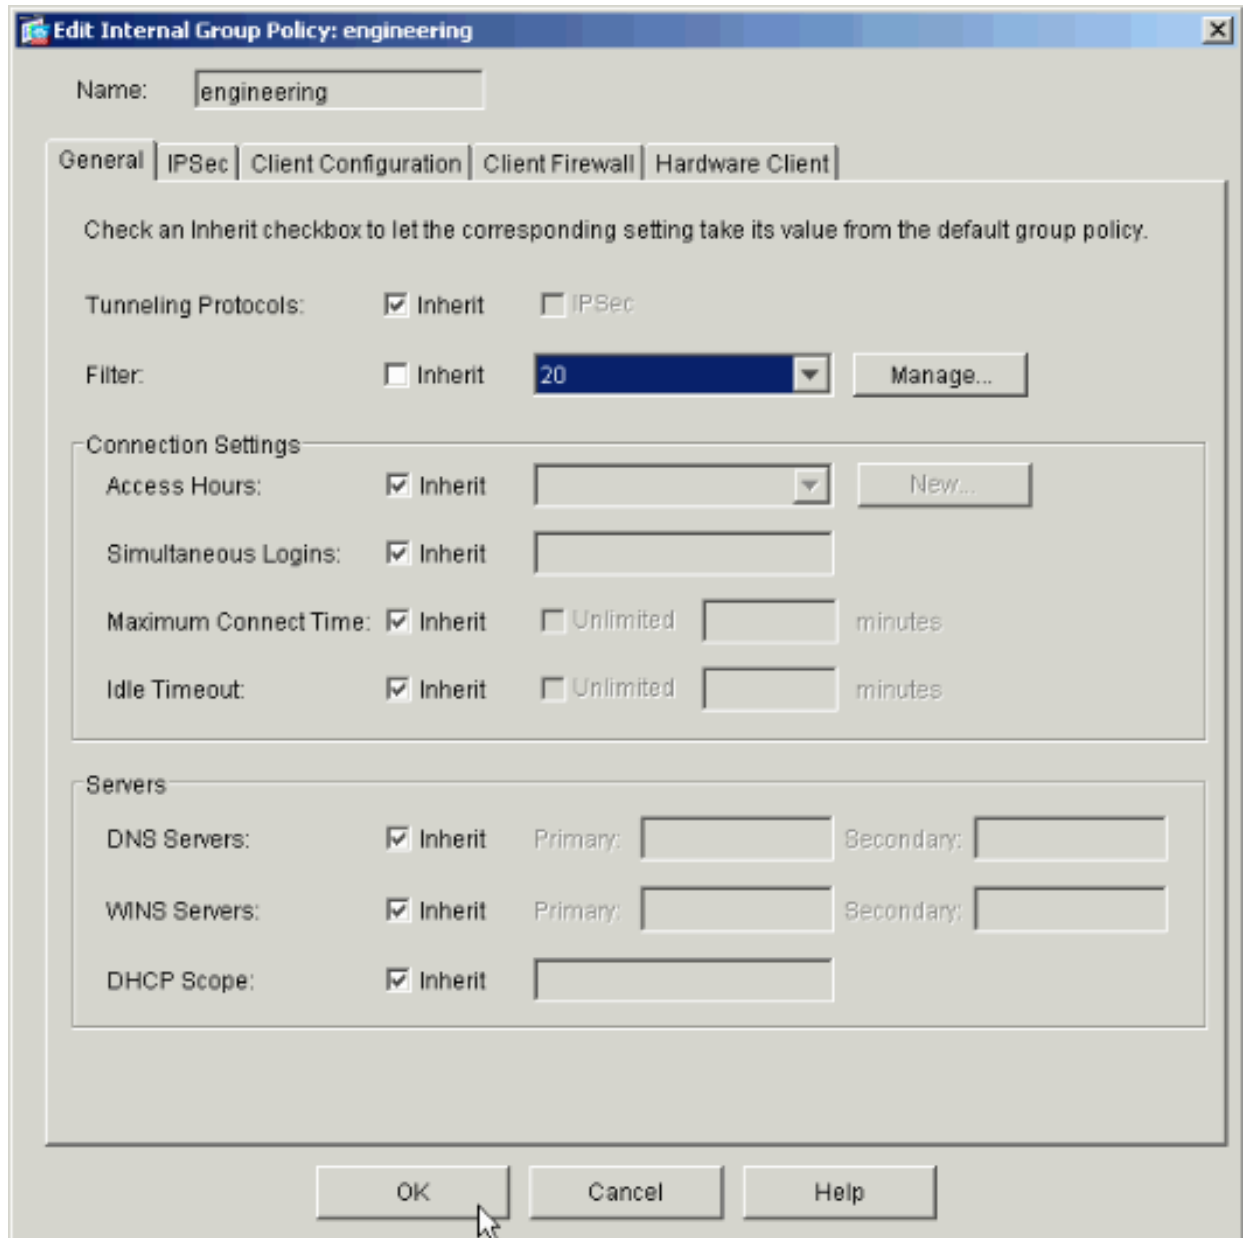 Edit Internal Group Policy: engineering
Name: engineering
General IPSec Client Configuration Client Firewall Hardware Client
Check an Inherit checkbox to let the corresponding setting take its value from the default group policy.
Tunneling Protocols: Inherit IPSec
Filter: Inherit 20 Manage...
Connection Settings
Access Hours: Inherit New...
Simultaneous Logins: Inherit
Maximum Connect Time: Inherit Unlimited minutes
Idle Timeout: Inherit Unlimited minutes
Servers
DNS Servers: Inherit Primary: Secondary:
WINS Servers: Inherit Primary: Secondary:
DHCP Scope: Inherit
OK Cancel Help